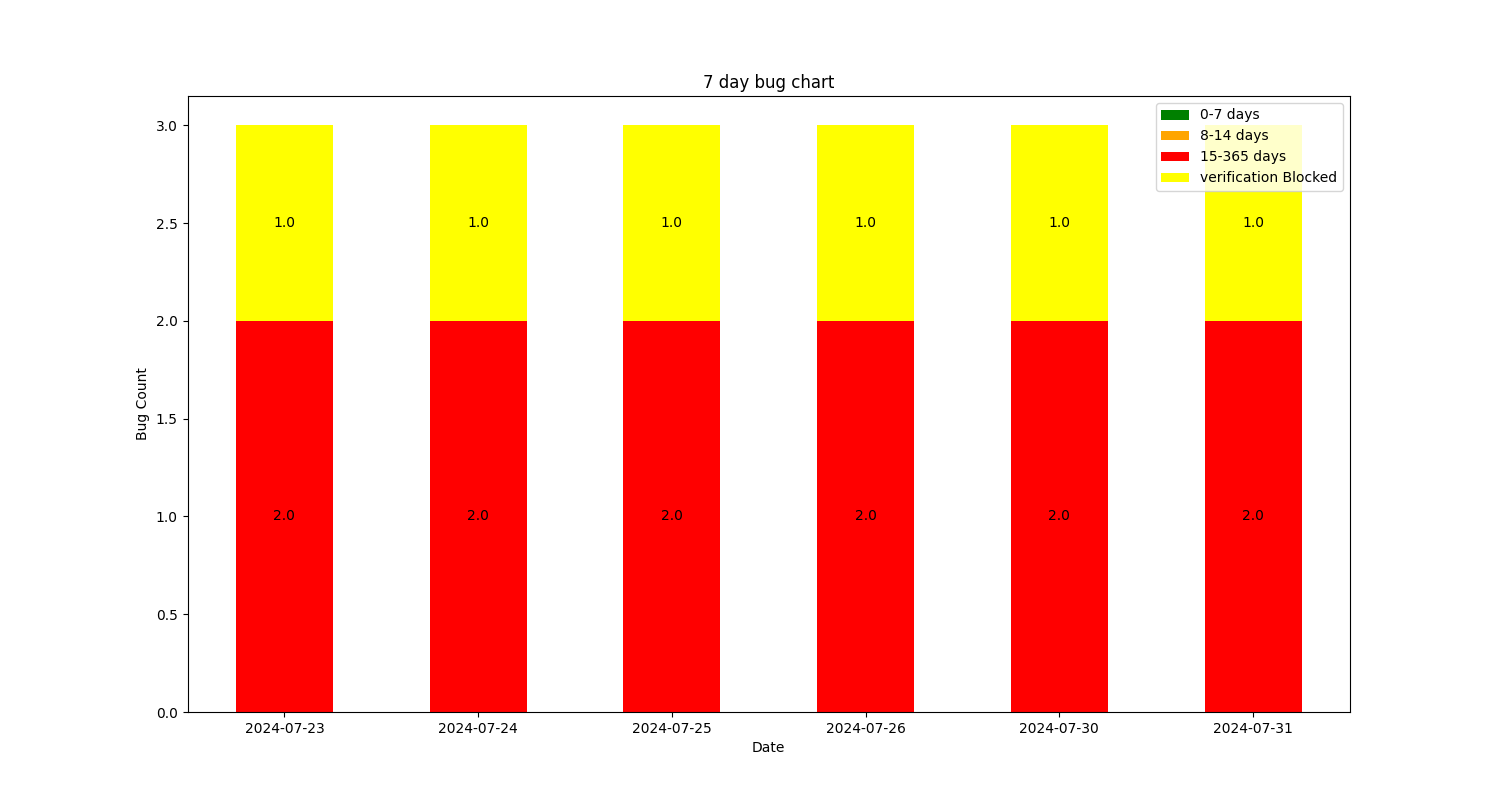 7 day bug chart
0-7 days
8-14 days
15-365 days
verification Blocked
3.0
2.5
2.0
1.5
1.0
0.5
0.0
Bug Count
1.0 1.0 1.0 1.0 1.0 1.0
2.0 2.0 2.0 2.0 2.0 2.0
2024-07-23 2024-07-24 2024-07-25 2024-07-26 2024-07-30 2024-07-31
Date